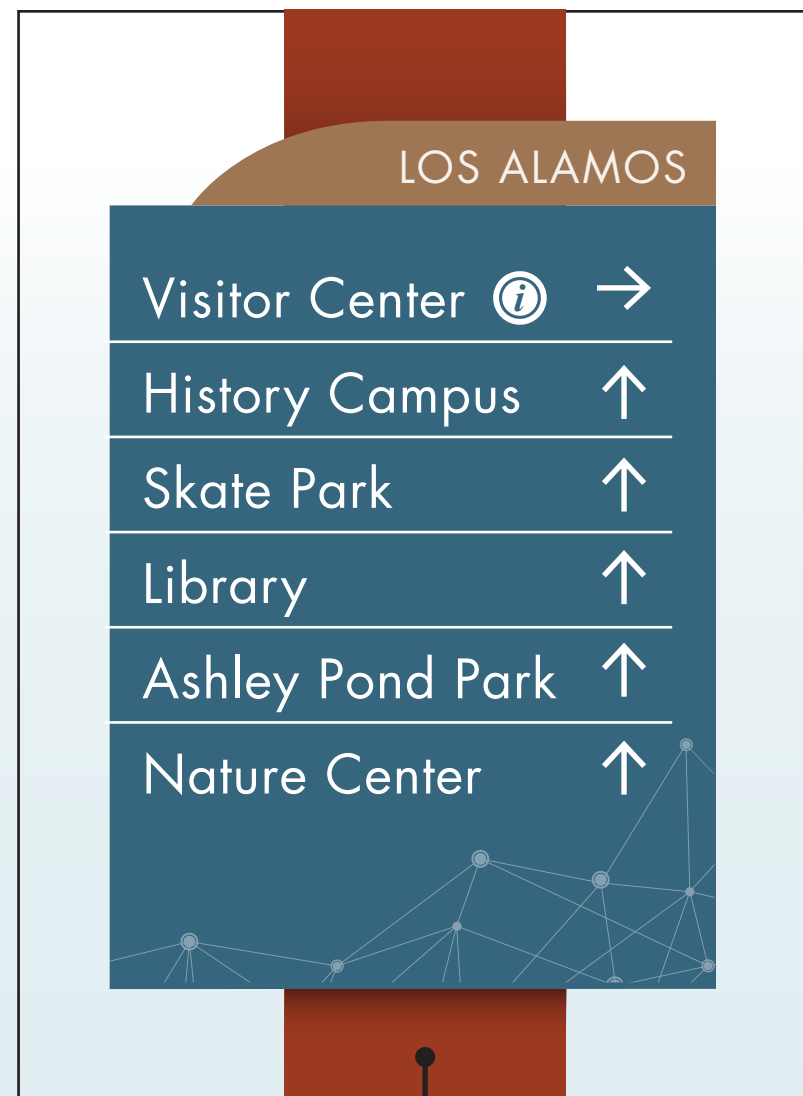 LOS ALAMOS
Visitor Center i →
History Campus ↑
Skate Park ↑
Library ↑
Ashley Pond Park ↑
Nature Center ↑